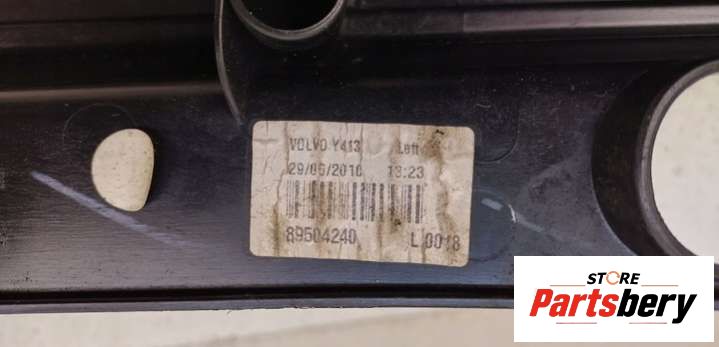 VOLVO Y413 Left
29/05/2010 13:23
89504240 L 0018
STORE
Partsbery